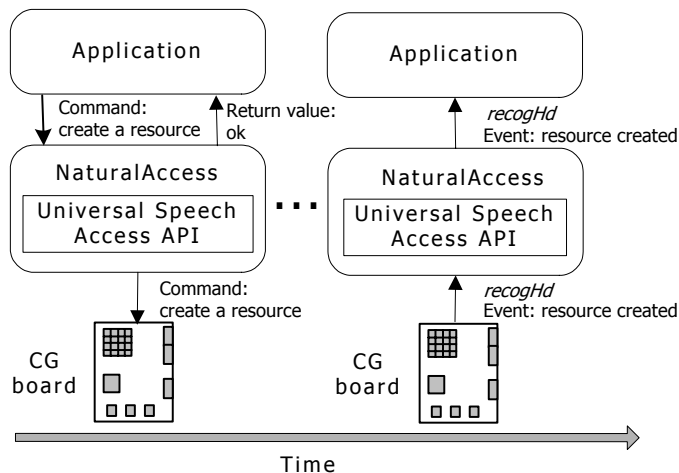 Application
Command:
create a resource
Return value:
ok
NaturalAccess
Universal Speech
Access API
Command:
create a resource
CG
board
...
Application
recogHd
Event: resource created
NaturalAccess
Universal Speech
Access API
recogHd
Event: resource created
CG
board
Time